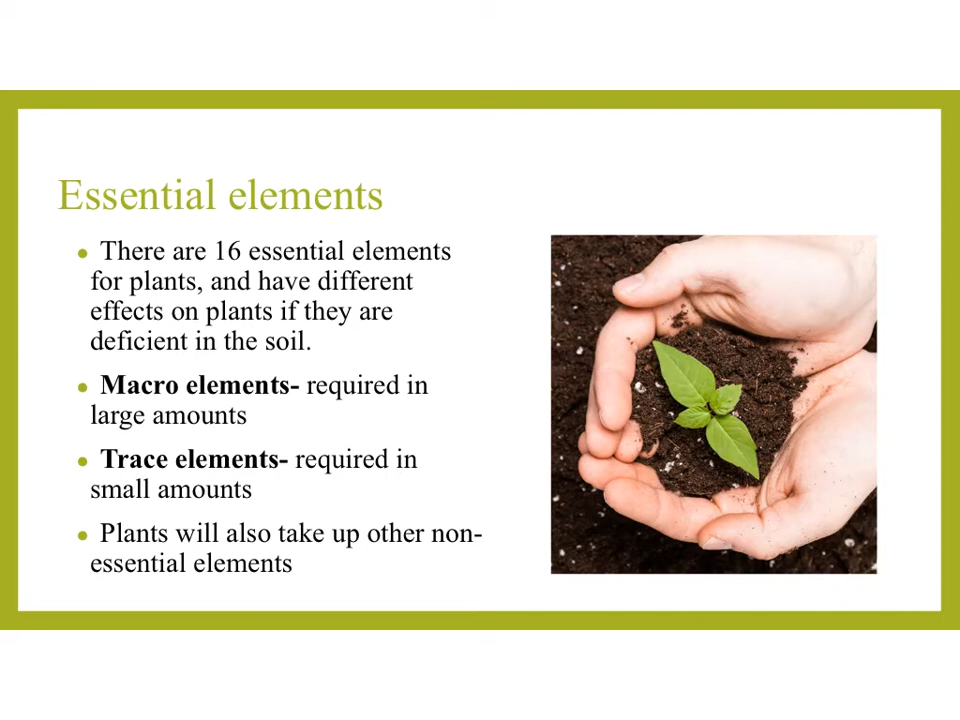 Essential elements
• There are 16 essential elements
for plants, and have different
effects on plants if they are
deficient in the soil.
• Macro elements- required in
large amounts
• Trace elements- required in
small amounts
• Plants will also take up other non-
essential elements